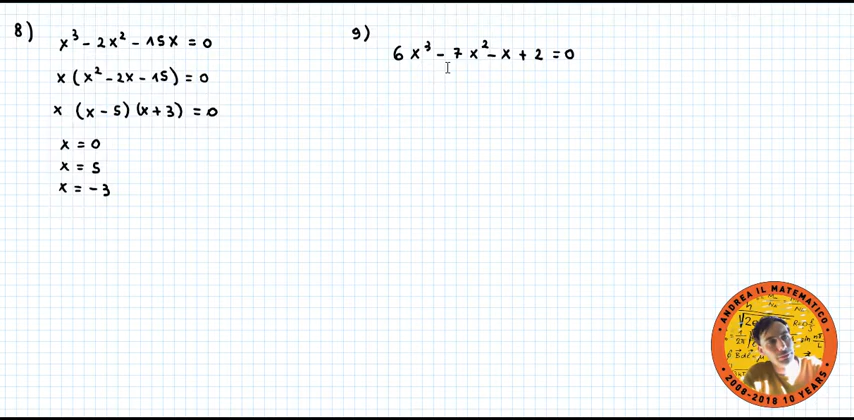 8)
x³ - 2x² - 15x = 0
x (x² - 2x - 15) = 0
x (x - 5) (x + 3) = 0
x = 0
x = 5
x = -3
9)
6x³ - 7x² - x + 2 = 0
ANDREA IL MATEMATICO
2008-2018 10 YEARS